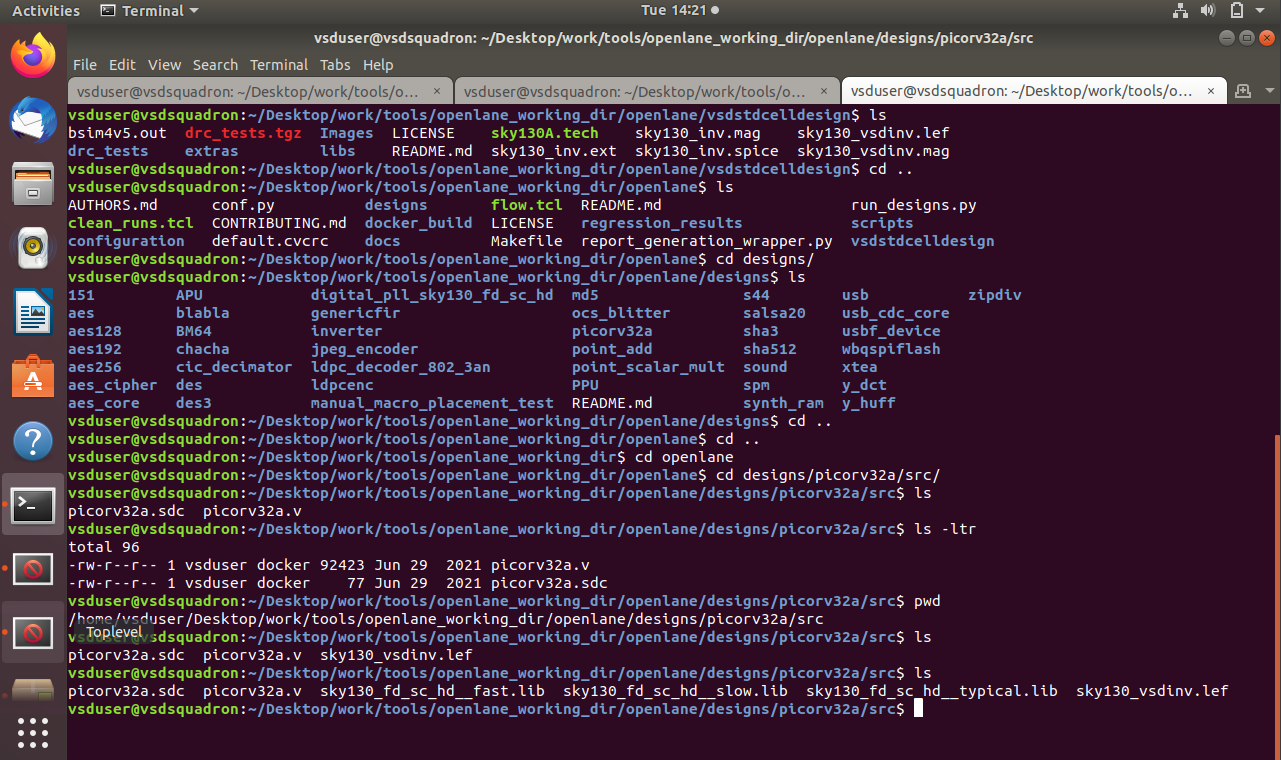 Activities Terminal Tue 14:21
vsduser@vsdsquadron: ~/Desktop/work/tools/openlane_working_dir/openlane/designs/picorv32a/src
File Edit View Search Terminal Tabs Help
vsduser@vsdsquadron: ~/Desktop/work/tools/o... × vsduser@vsdsquadron: ~/Desktop/work/tools/o... × vsduser@vsdsquadron: ~/Desktop/work/tools/o... ×
vsduser@vsdsquadron:~/Desktop/work/tools/openlane_working_dir/openlane/vsdstdcelldesign$ ls
bsim4v5.out drc_tests.tgz Images LICENSE sky130A.tech sky130_inv.mag sky130_vsdinv.lef
drc_tests extras libs README.md sky130_inv.ext sky130_inv.spice sky130_vsdinv.mag
vsduser@vsdsquadron:~/Desktop/work/tools/openlane_working_dir/openlane/vsdstdcelldesign$ cd ..
vsduser@vsdsquadron:~/Desktop/work/tools/openlane_working_dir/openlane$ ls
AUTHORS.md conf.py designs flow.tcl README.md run_designs.py
clean_runs.tcl CONTRIBUTING.md docker_build LICENSE regression_results scripts
configuration default.cvcrc docs Makefile report_generation_wrapper.py vsdstdcelldesign
vsduser@vsdsquadron:~/Desktop/work/tools/openlane_working_dir/openlane$ cd designs/
vsduser@vsdsquadron:~/Desktop/work/tools/openlane_working_dir/openlane/designs$ ls
151 APU digital_pll_sky130_fd_sc_hd md5 s44 usb zipdiv
aes blabla genericfir ocs_blitter salsa20 usb_cdc_core
aes128 BM64 inverter picorv32a sha3 usbf_device
aes192 chacha jpeg_encoder point_add sha512 wbqspiflash
aes256 cic_decimator ldpc_decoder_802_3an point_scalar_mult sound xtea
aes_cipher des ldpcenc PPU spm y_dct
aes_core des3 manual_macro_placement_test README.md synth_ram y_huff
vsduser@vsdsquadron:~/Desktop/work/tools/openlane_working_dir/openlane/designs$ cd ..
vsduser@vsdsquadron:~/Desktop/work/tools/openlane_working_dir/openlane$ cd ..
vsduser@vsdsquadron:~/Desktop/work/tools/openlane_working_dir$ cd openlane
vsduser@vsdsquadron:~/Desktop/work/tools/openlane_working_dir/openlane$ cd designs/picorv32a/src/
vsduser@vsdsquadron:~/Desktop/work/tools/openlane_working_dir/openlane/designs/picorv32a/src$ ls
picorv32a.sdc picorv32a.v
vsduser@vsdsquadron:~/Desktop/work/tools/openlane_working_dir/openlane/designs/picorv32a/src$ ls -ltr
total 96
-rw-r--r-- 1 vsduser docker 92423 Jun 29 2021 picorv32a.v
-rw-r--r-- 1 vsduser docker 77 Jun 29 2021 picorv32a.sdc
vsduser@vsdsquadron:~/Desktop/work/tools/openlane_working_dir/openlane/designs/picorv32a/src$ pwd
/home/vsduser/Desktop/work/tools/openlane_working_dir/openlane/designs/picorv32a/src
Toplevel
vsduser@vsdsquadron:~/Desktop/work/tools/openlane_working_dir/openlane/designs/picorv32a/src$ ls
picorv32a.sdc picorv32a.v sky130_vsdinv.lef
vsduser@vsdsquadron:~/Desktop/work/tools/openlane_working_dir/openlane/designs/picorv32a/src$ ls
picorv32a.sdc picorv32a.v sky130_fd_sc_hd__fast.lib sky130_fd_sc_hd__slow.lib sky130_fd_sc_hd__typical.lib sky130_vsdinv.lef
vsduser@vsdsquadron:~/Desktop/work/tools/openlane_working_dir/openlane/designs/picorv32a/src$